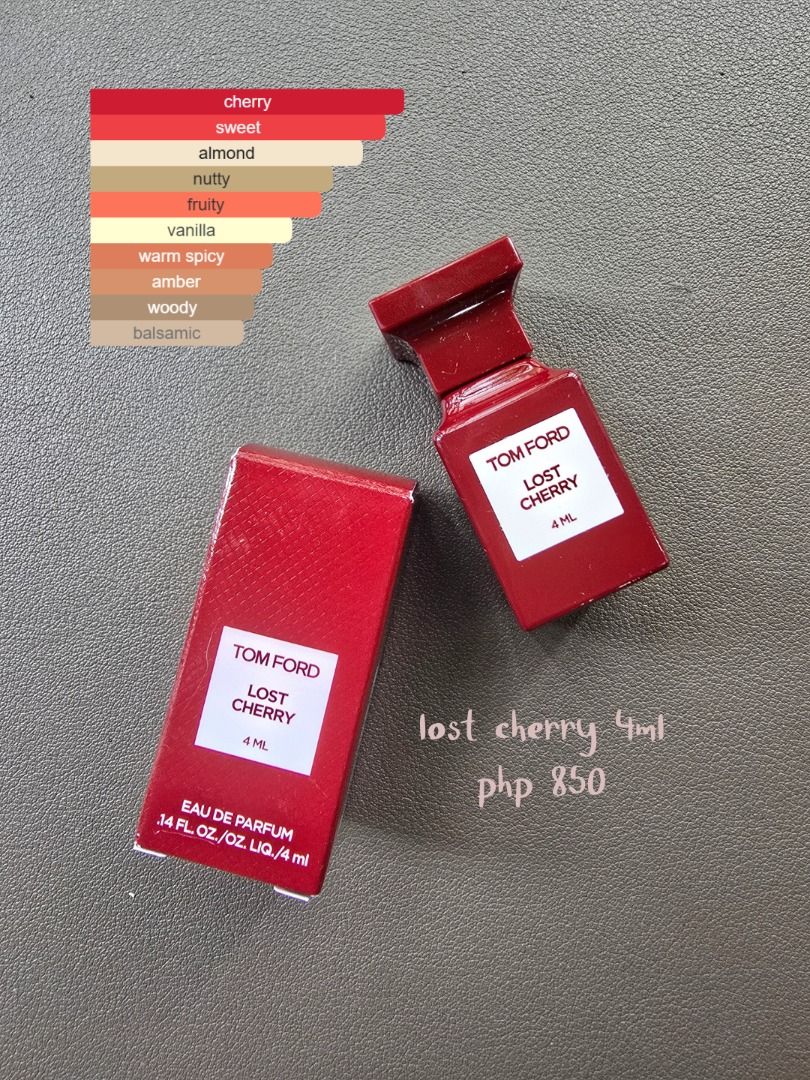 cherry
sweet
almond
nutty
fruity
vanilla
warm spicy
amber
woody
balsamic
TOM FORD
LOST
CHERRY
4 ML
TOM FORD
LOST
CHERRY
4 ML
EAU DE PARFUM
.14 FL. OZ./OZ. LIQ./4 ml
lost cherry 4ml
php 850